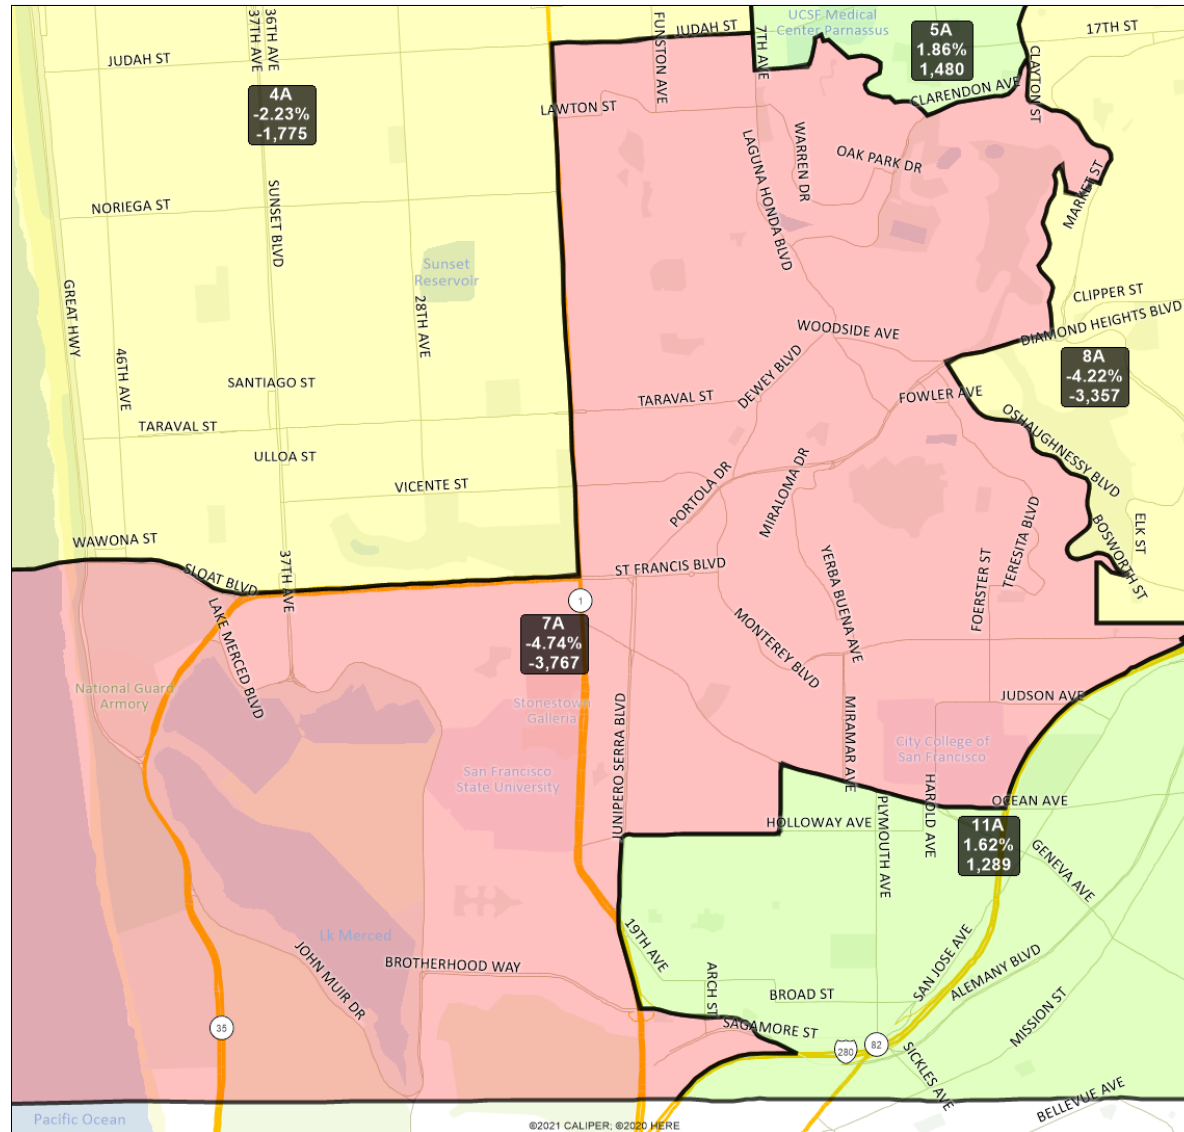 UCSF Medical
Center Parnassus
JUDAH ST
7TH AVE
FUNSTON AVE
5A
1.86%
1,480
17TH ST
36TH AVE
37TH AVE
JUDAH ST
4A
-2.23%
-1,775
CLARENDON AVE
CLAYTON ST
LAWTON ST
WARREN DR
OAK PARK DR
LAGUNA HONDA BLVD
MARKET ST
NORIEGA ST
SUNSET BLVD
Sunset
Reservoir
GREAT HWY
28TH AVE
CLIPPER ST
DIAMOND HEIGHTS BLVD
WOODSIDE AVE
46TH AVE
SANTIAGO ST
DEWEY BLVD
8A
-4.22%
-3,357
TARAVAL ST
FOWLER AVE
TARAVAL ST
OSHAUGHNESSY BLVD
ULLOA ST
VICENTE ST
PORTOLA DR
MIRALOMA DR
TERESITA BLVD
ELK ST
BOSWORTH ST
WAWONA ST
SLOAT BLVD
37TH AVE
ST FRANCIS BLVD
YERBA BUENA AVE
FOERSTER ST
1
7A
-4.74%
-3,767
LAKE MERCED BLVD
MONTEREY BLVD
National Guard
Armory
Stonestown
Galleria
JUDSON AVE
JUNIPERO SERRA BLVD
MIRAMAR AVE
City College of
San Francisco
San Francisco
State University
HAROLD AVE
PLYMOUTH AVE
OCEAN AVE
HOLLOWAY AVE
11A
1.62%
1,289
GENEVA AVE
Lk Merced
JOHN MUIR DR
BROTHERHOOD WAY
19TH AVE
ARCH ST
BROAD ST
SAN JOSE AVE
ALEMANY BLVD
MISSION ST
SAGAMORE ST
35
280
82
SICKLES AVE
BELLEVUE AVE
Pacific Ocean
©2021 CALIPER; ©2020 HERE